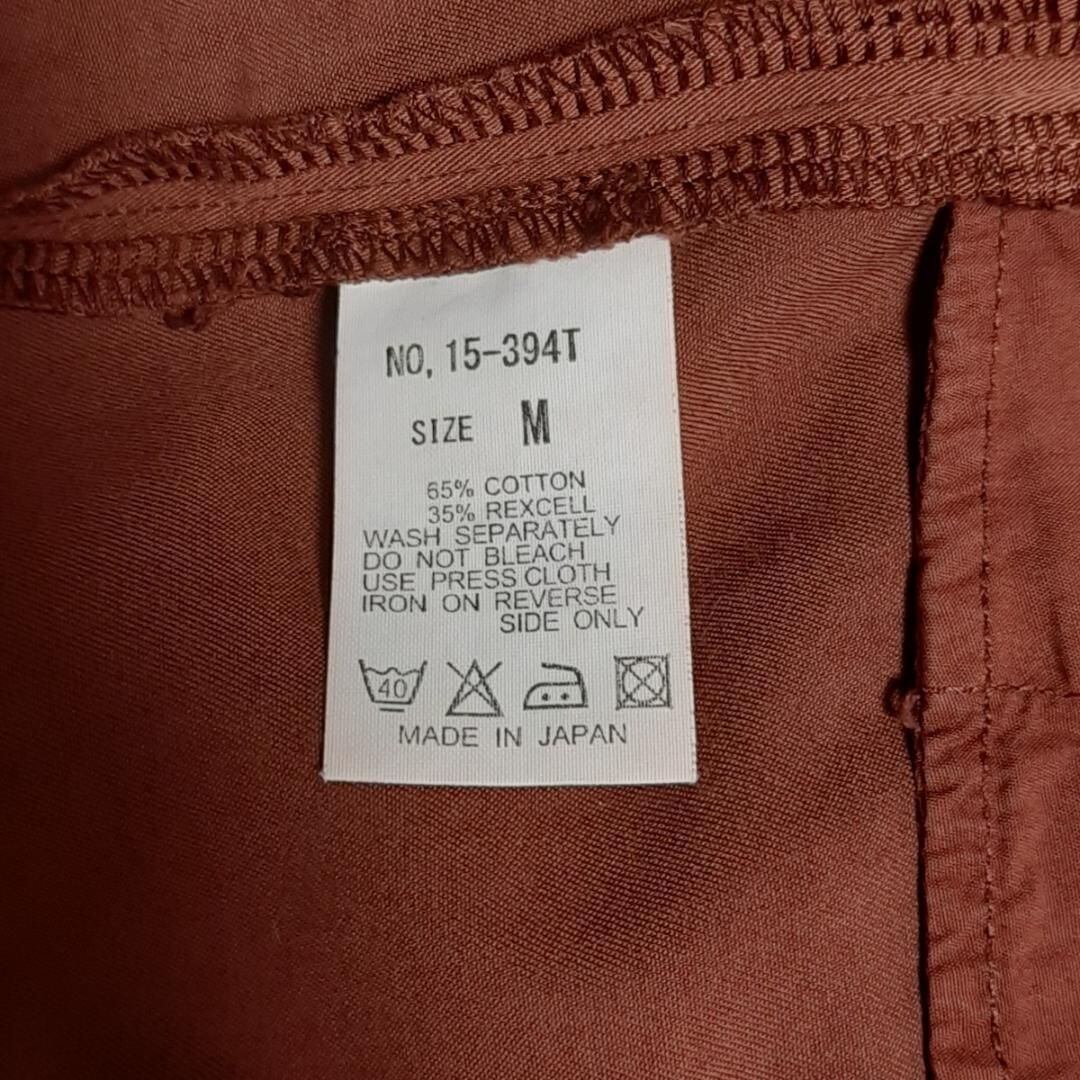 NO, 15-394T
SIZE M
65% COTTON
35% REXCELL
WASH SEPARATELY
DO NOT BLEACH
USE PRESS CLOTH
IRON ON REVERSE
SIDE ONLY
40
MADE IN JAPAN